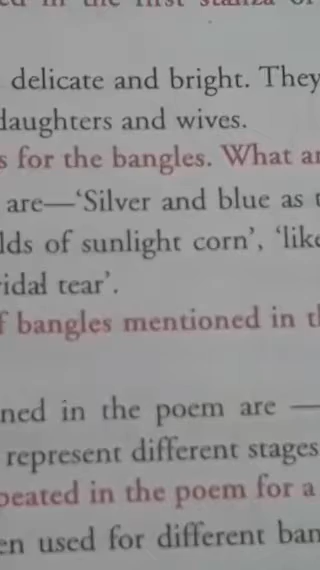 delicate and bright. They
daughters and wives.
s for the bangles. What
are—'Silver and blue as
lds of sunlight corn', 'like
idal tear'.
f bangles mentioned in
ned in the poem are —
represent different stages
peated in the poem for a
en used for different